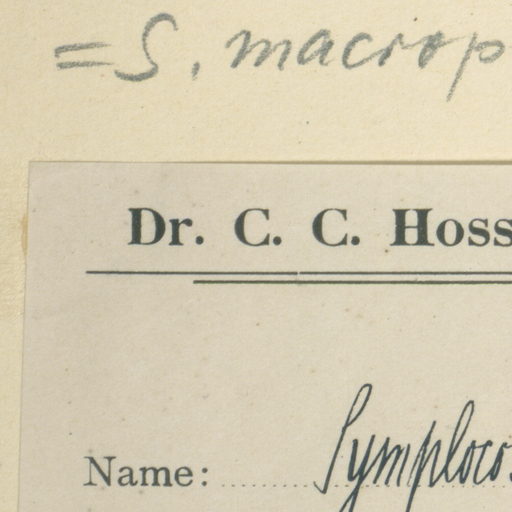 = S. macrop
Dr. C. C. Hoss
Name: Symplocos